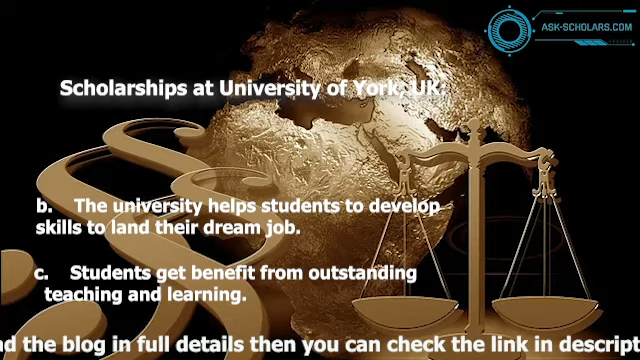 ASK-SCHOLARS.COM
Scholarships at University of York, UK.
b. The university helps students to develop
skills to land their dream job.
c. Students get benefit from outstanding
teaching and learning.
the blog in full details then you can check the link in